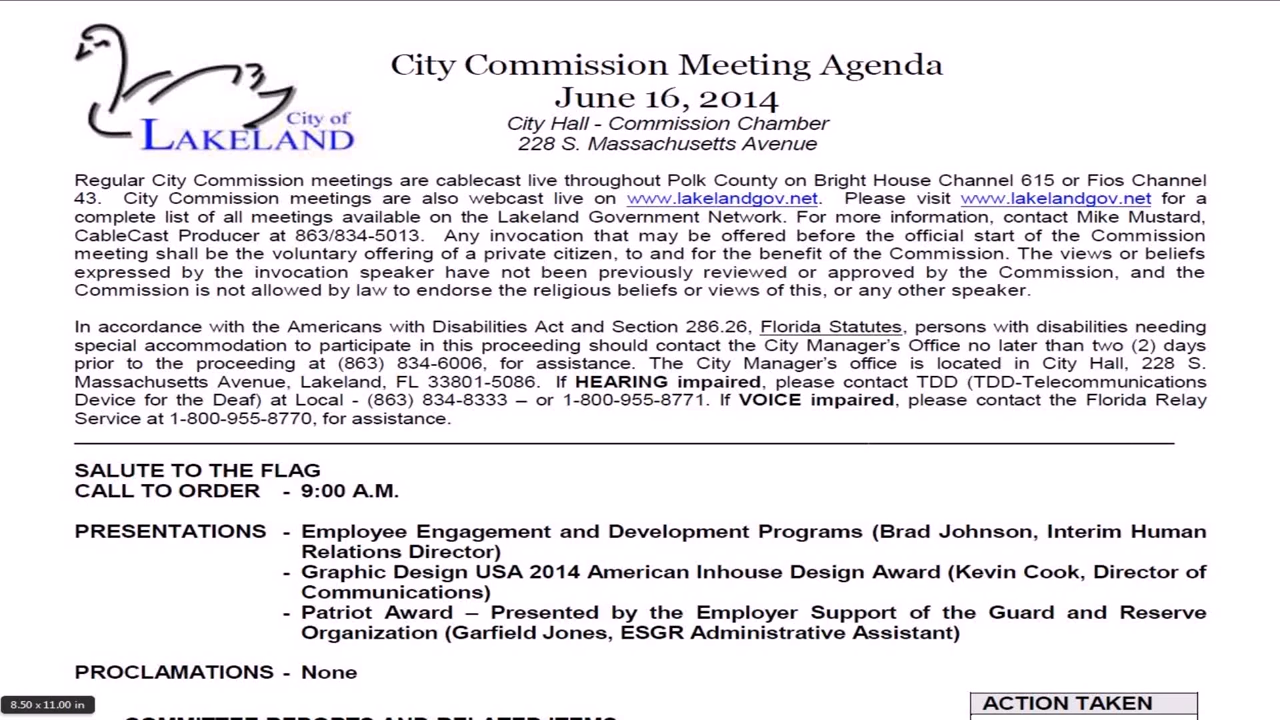 City Commission Meeting Agenda
June 16, 2014
City Hall - Commission Chamber
228 S. Massachusetts Avenue
City of
LAKELAND
Regular City Commission meetings are cablecast live throughout Polk County on Bright House Channel 615 or Fios Channel
43. City Commission meetings are also webcast live on www.lakelandgov.net. Please visit www.lakelandgov.net for a
complete list of all meetings available on the Lakeland Government Network. For more information, contact Mike Mustard,
CableCast Producer at 863/834-5013. Any invocation that may be offered before the official start of the Commission
meeting shall be the voluntary offering of a private citizen, to and for the benefit of the Commission. The views or beliefs
expressed by the invocation speaker have not been previously reviewed or approved by the Commission, and the
Commission is not allowed by law to endorse the religious beliefs or views of this, or any other speaker.
In accordance with the Americans with Disabilities Act and Section 286.26, Florida Statutes, persons with disabilities needing
special accommodation to participate in this proceeding should contact the City Manager's Office no later than two (2) days
prior to the proceeding at (863) 834-6006, for assistance. The City Manager's office is located in City Hall, 228 S.
Massachusetts Avenue, Lakeland, FL 33801-5086. If HEARING impaired, please contact TDD (TDD-Telecommunications
Device for the Deaf) at Local - (863) 834-8333 – or 1-800-955-8771. If VOICE impaired, please contact the Florida Relay
Service at 1-800-955-8770, for assistance.
SALUTE TO THE FLAG
CALL TO ORDER - 9:00 A.M.
PRESENTATIONS - Employee Engagement and Development Programs (Brad Johnson, Interim Human
Relations Director)
- Graphic Design USA 2014 American Inhouse Design Award (Kevin Cook, Director of
Communications)
- Patriot Award – Presented by the Employer Support of the Guard and Reserve
Organization (Garfield Jones, ESGR Administrative Assistant)
PROCLAMATIONS - None
8.50 x 11.00 in
ACTION TAKEN
COMMITTEE REPORTS AND RELATED ITEMS